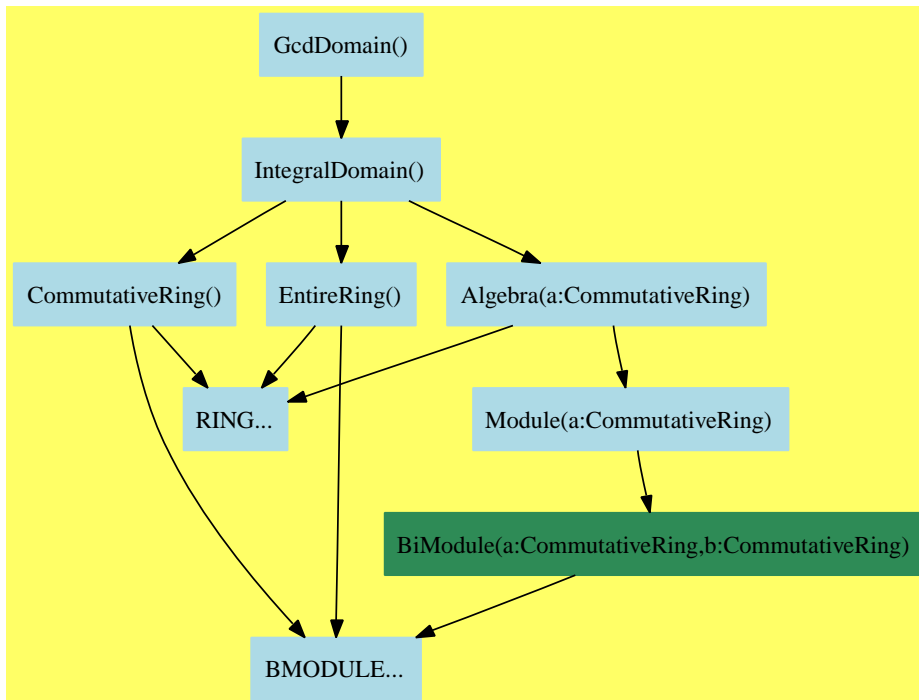 GcdDomain()
IntegralDomain()
CommutativeRing()
EntireRing()
Algebra(a:CommutativeRing)
RING...
Module(a:CommutativeRing)
BiModule(a:CommutativeRing,b:CommutativeRing)
BMODULE...